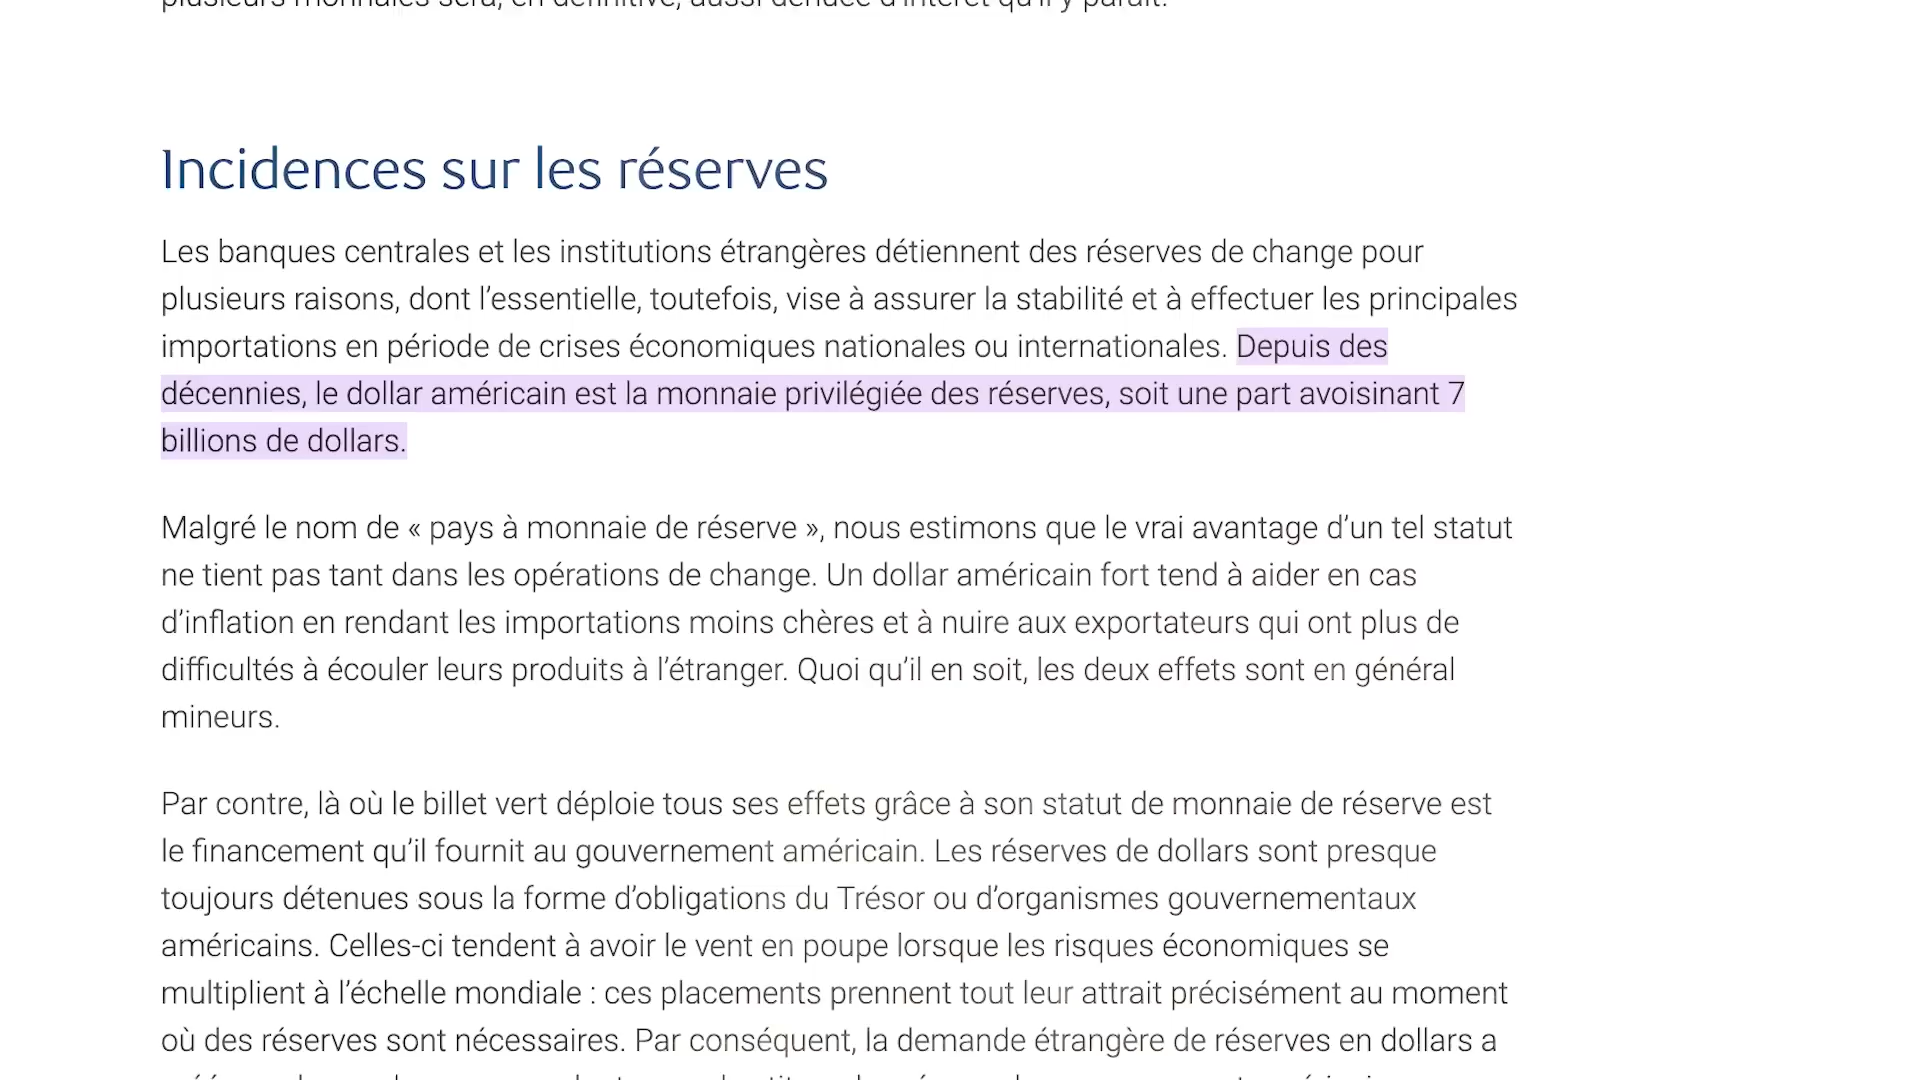 plusieurs monnaies sera, en définitive, aussi dénuée d'intérêt qu'il y paraît.
Incidences sur les réserves
Les banques centrales et les institutions étrangères détiennent des réserves de change pour
plusieurs raisons, dont l’essentielle, toutefois, vise à assurer la stabilité et à effectuer les principales
importations en période de crises économiques nationales ou internationales. Depuis des
décennies, le dollar américain est la monnaie privilégiée des réserves, soit une part avoisinant 7
billions de dollars.
Malgré le nom de « pays à monnaie de réserve », nous estimons que le vrai avantage d’un tel statut
ne tient pas tant dans les opérations de change. Un dollar américain fort tend à aider en cas
d’inflation en rendant les importations moins chères et à nuire aux exportateurs qui ont plus de
difficultés à écouler leurs produits à l’étranger. Quoi qu’il en soit, les deux effets sont en général
mineurs.
Par contre, là où le billet vert déploie tous ses effets grâce à son statut de monnaie de réserve est
le financement qu’il fournit au gouvernement américain. Les réserves de dollars sont presque
toujours détenues sous la forme d’obligations du Trésor ou d’organismes gouvernementaux
américains. Celles-ci tendent à avoir le vent en poupe lorsque les risques économiques se
multiplient à l’échelle mondiale : ces placements prennent tout leur attrait précisément au moment
où des réserves sont nécessaires. Par conséquent, la demande étrangère de réserves en dollars a